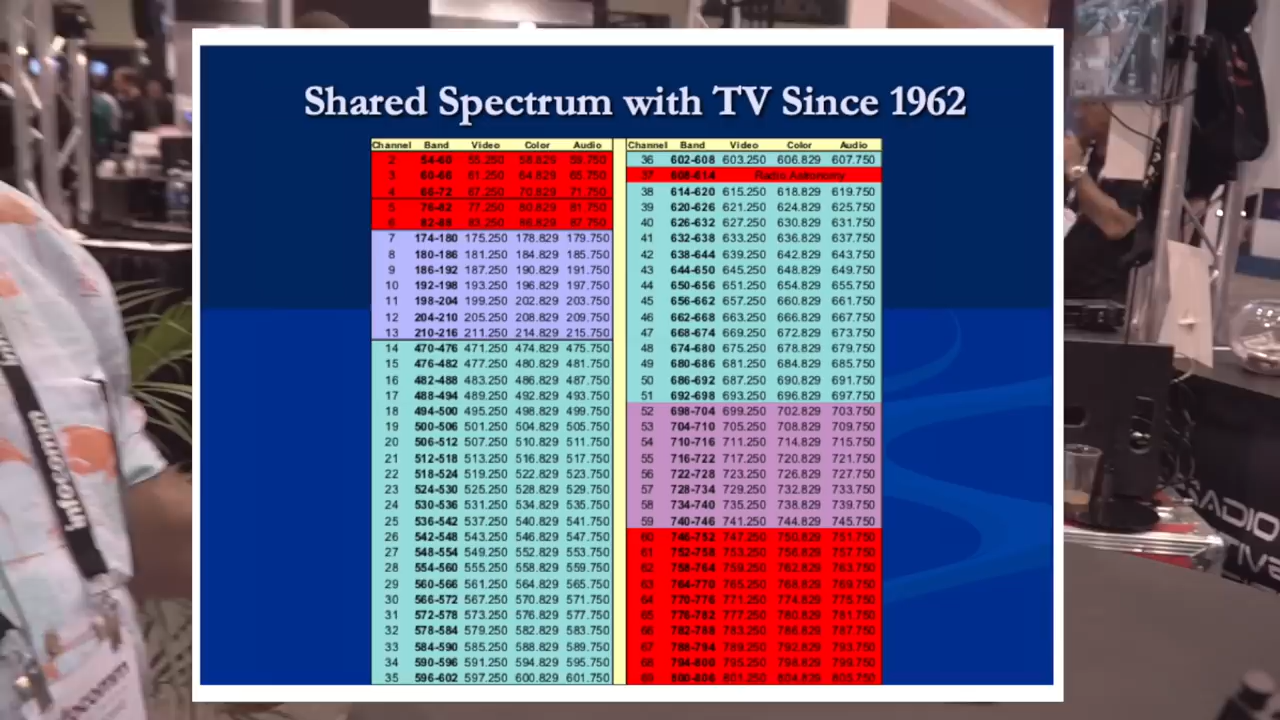 Shared Spectrum with TV Since 1962
Channel Band Video Color Audio
2 54-60 55.250 58.829 59.750
3 60-66 61.250 64.829 65.750
4 66-72 67.250 70.829 71.750
5 76-82 77.250 80.829 81.750
6 82-88 83.250 86.829 87.750
7 174-180 175.250 178.829 179.750
8 180-186 181.250 184.829 185.750
9 186-192 187.250 190.829 191.750
10 192-198 193.250 196.829 197.750
11 198-204 199.250 202.829 203.750
12 204-210 205.250 208.829 209.750
13 210-216 211.250 214.829 215.750
14 470-476 471.250 474.829 475.750
15 476-482 477.250 480.829 481.750
16 482-488 483.250 486.829 487.750
17 488-494 489.250 492.829 493.750
18 494-500 495.250 498.829 499.750
19 500-506 501.250 504.829 505.750
20 506-512 507.250 510.829 511.750
21 512-518 513.250 516.829 517.750
22 518-524 519.250 522.829 523.750
23 524-530 525.250 528.829 529.750
24 530-536 531.250 534.829 535.750
25 536-542 537.250 540.829 541.750
26 542-548 543.250 546.829 547.750
27 548-554 549.250 552.829 553.750
28 554-560 555.250 558.829 559.750
29 560-566 561.250 564.829 565.750
30 566-572 567.250 570.829 571.750
31 572-578 573.250 576.829 577.750
32 578-584 579.250 582.829 583.750
33 584-590 585.250 588.829 589.750
34 590-596 591.250 594.829 595.750
35 596-602 597.250 600.829 601.750
Channel Band Video Color Audio
36 602-608 603.250 606.829 607.750
37 608-614 Radio Astronomy
38 614-620 615.250 618.829 619.750
39 620-626 621.250 624.829 625.750
40 626-632 627.250 630.829 631.750
41 632-638 633.250 636.829 637.750
42 638-644 639.250 642.829 643.750
43 644-650 645.250 648.829 649.750
44 650-656 651.250 654.829 655.750
45 656-662 657.250 660.829 661.750
46 662-668 663.250 666.829 667.750
47 668-674 669.250 672.829 673.750
48 674-680 675.250 678.829 679.750
49 680-686 681.250 684.829 685.750
50 686-692 687.250 690.829 691.750
51 692-698 693.250 696.829 697.750
52 698-704 699.250 702.829 703.750
53 704-710 705.250 708.829 709.750
54 710-716 711.250 714.829 715.750
55 716-722 717.250 720.829 721.750
56 722-728 723.250 726.829 727.750
57 728-734 729.250 732.829 733.750
58 734-740 735.250 738.829 739.750
59 740-746 741.250 744.829 745.750
60 746-752 747.250 750.829 751.750
61 752-758 753.250 756.829 757.750
62 758-764 759.250 762.829 763.750
63 764-770 765.250 768.829 769.750
64 770-776 771.250 774.829 775.750
65 776-782 777.250 780.829 781.750
66 782-788 783.250 786.829 787.750
67 788-794 789.250 792.829 793.750
68 794-800 795.250 798.829 799.750
69 800-806 801.250 804.829 805.750
infocomm
RADIO